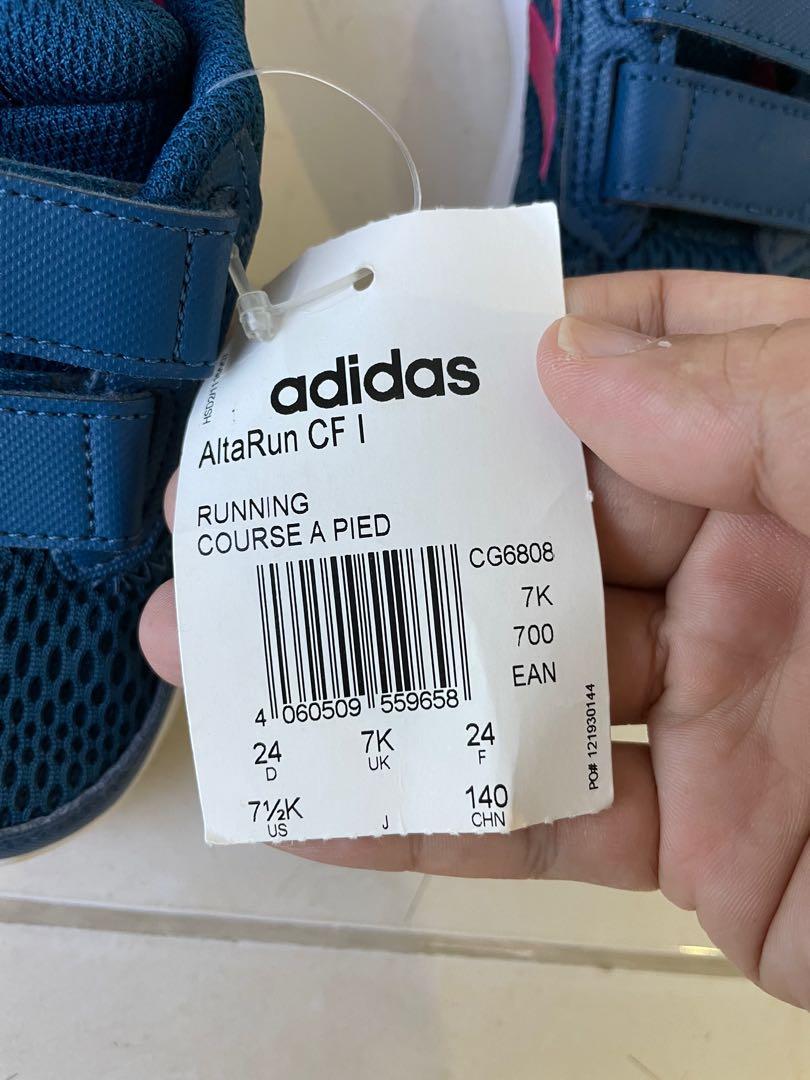 adidas
AltaRun CF I
RUNNING
COURSE A PIED
CG6808
7K
700
EAN
4 060509 559658
24 7K 24
D UK F
7½K 140
US J CHN
PO# 121930144